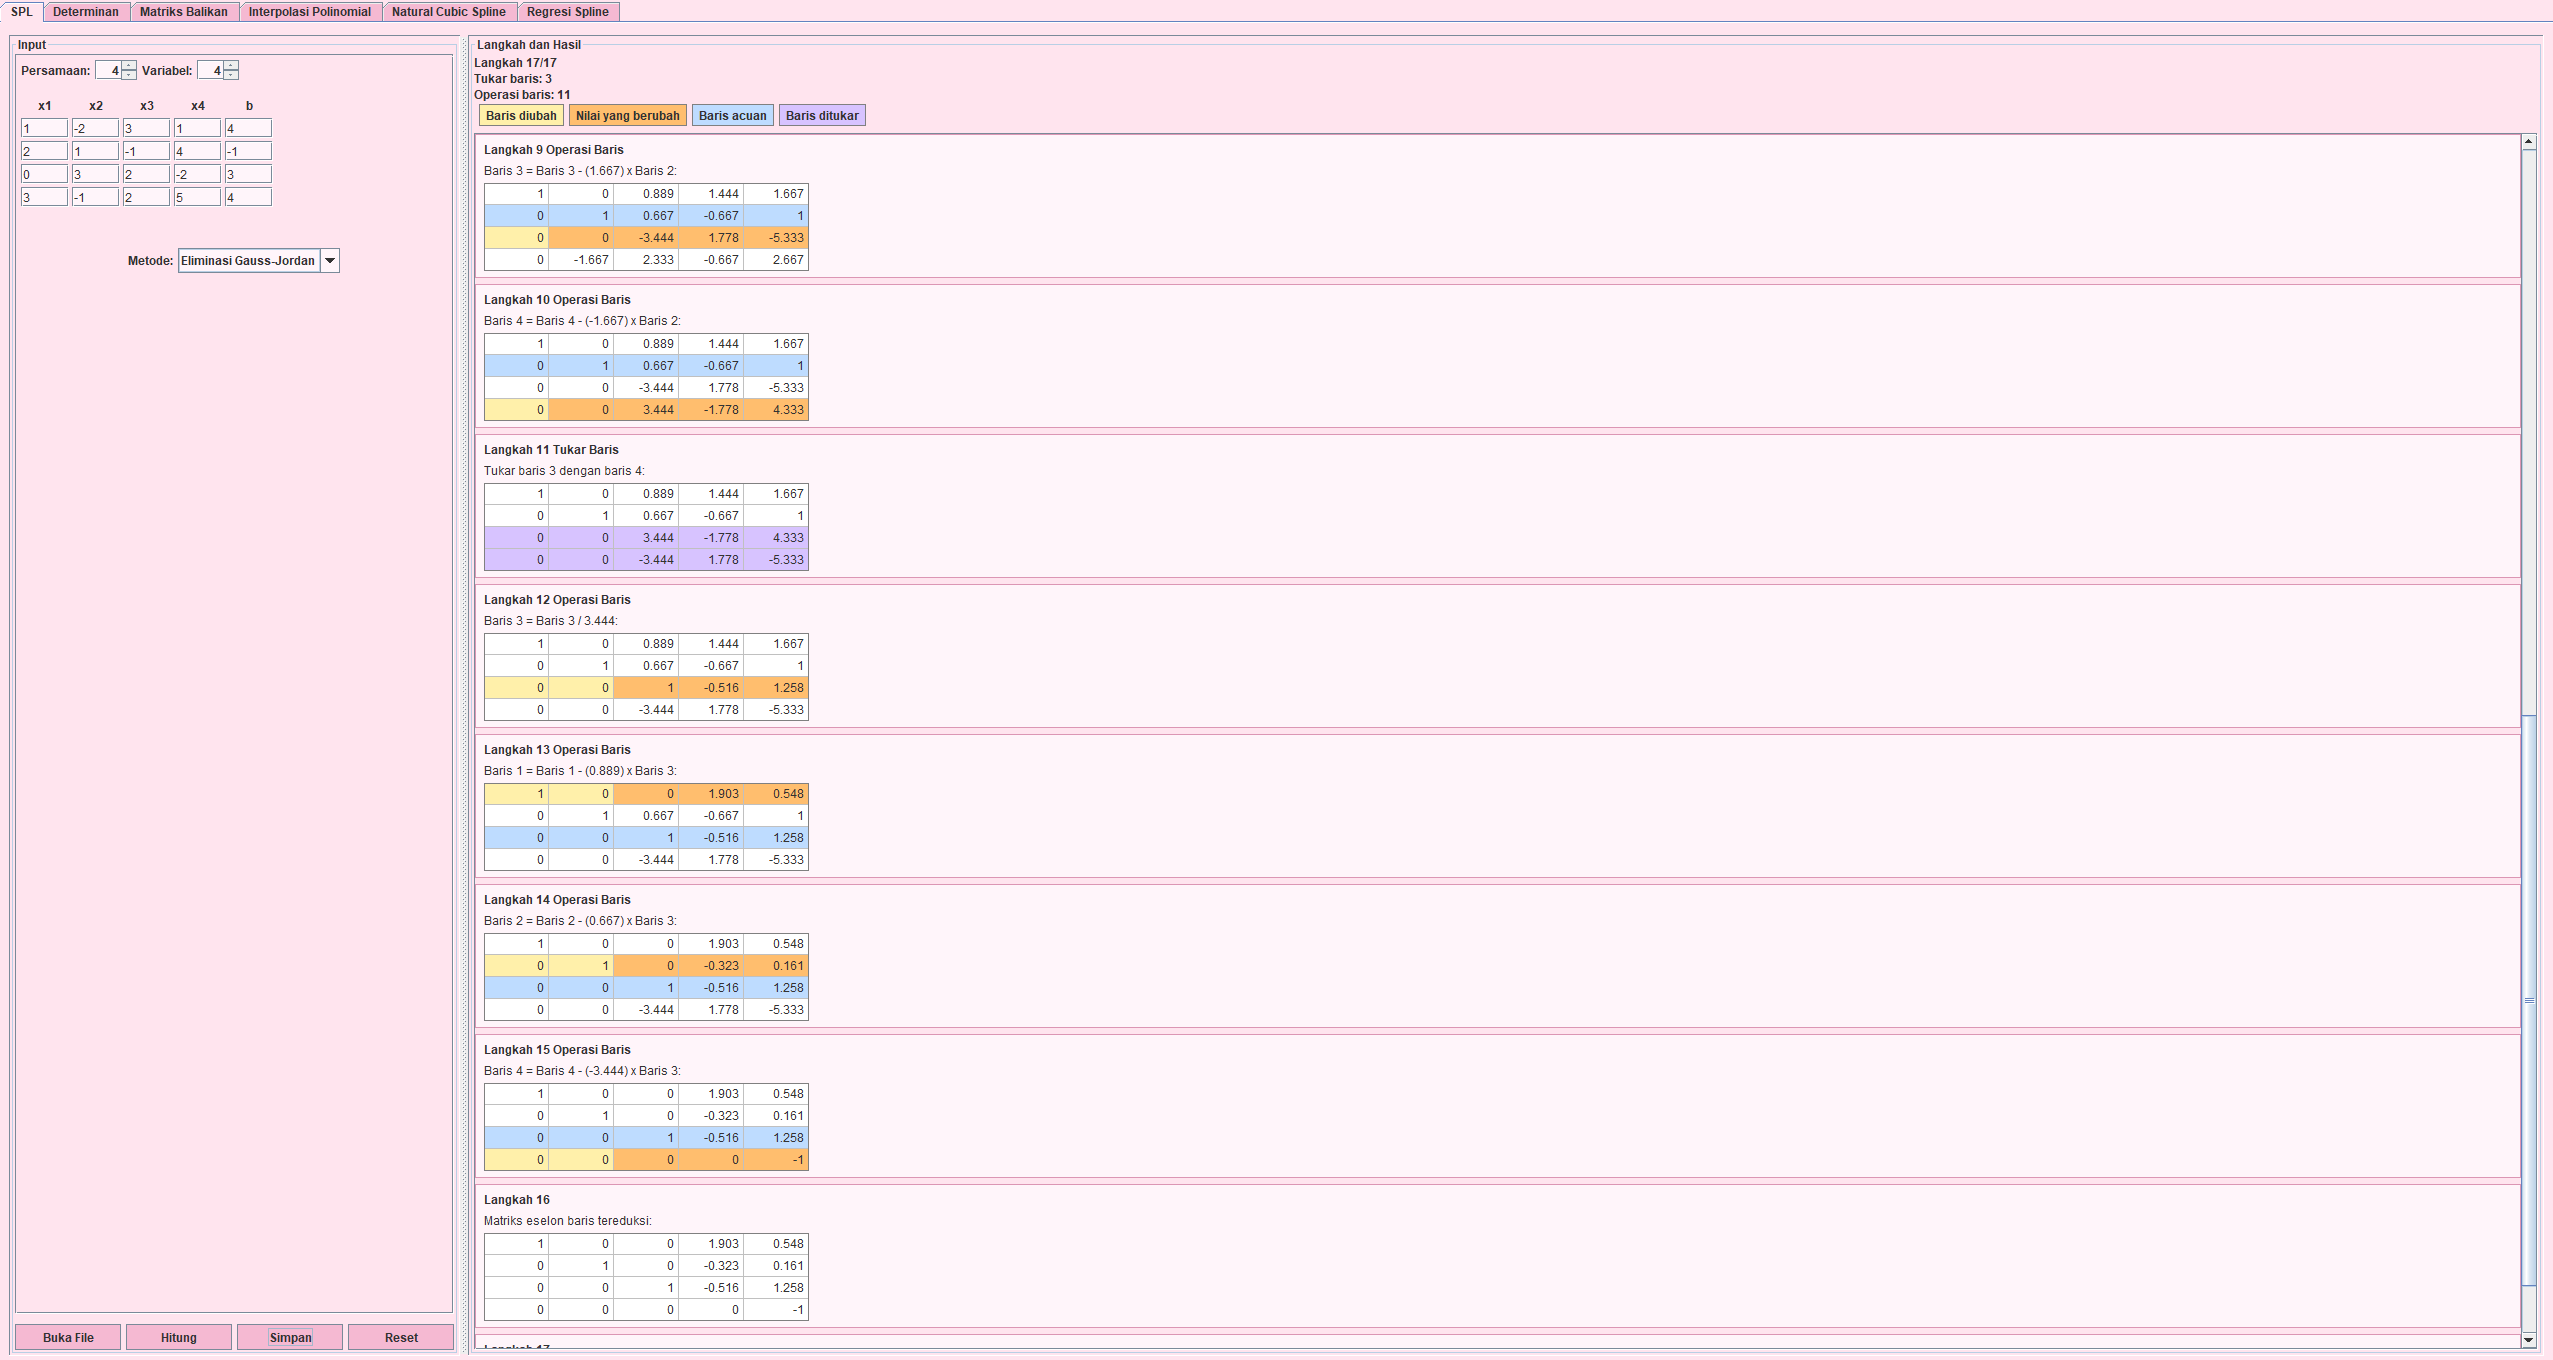 SPL Determinan Matriks Balikan Interpolasi Polinomial Natural Cubic Spline Regresi Spline
Input
Persamaan: 4 Variabel: 4
x1 x2 x3 x4 b
1 -2 3 1 4
2 1 -1 4 -1
0 3 2 -2 3
3 -1 2 5 4
Metode: Eliminasi Gauss-Jordan
Buka File Hitung Simpan Reset
Langkah dan Hasil
Langkah 17/17
Tukar baris: 3
Operasi baris: 11
Baris diubah Nilai yang berubah Baris acuan Baris ditukar
Langkah 9 Operasi Baris
Baris 3 = Baris 3 - (1.667) x Baris 2:
1 0 0.889 1.444 1.667
0 1 0.667 -0.667 1
0 0 -3.444 1.778 -5.333
0 -1.667 2.333 -0.667 2.667
Langkah 10 Operasi Baris
Baris 4 = Baris 4 - (-1.667) x Baris 2:
1 0 0.889 1.444 1.667
0 1 0.667 -0.667 1
0 0 -3.444 1.778 -5.333
0 0 3.444 -1.778 4.333
Langkah 11 Tukar Baris
Tukar baris 3 dengan baris 4:
1 0 0.889 1.444 1.667
0 1 0.667 -0.667 1
0 0 3.444 -1.778 4.333
0 0 -3.444 1.778 -5.333
Langkah 12 Operasi Baris
Baris 3 = Baris 3 / 3.444:
1 0 0.889 1.444 1.667
0 1 0.667 -0.667 1
0 0 1 -0.516 1.258
0 0 -3.444 1.778 -5.333
Langkah 13 Operasi Baris
Baris 1 = Baris 1 - (0.889) x Baris 3:
1 0 0 1.903 0.548
0 1 0.667 -0.667 1
0 0 1 -0.516 1.258
0 0 -3.444 1.778 -5.333
Langkah 14 Operasi Baris
Baris 2 = Baris 2 - (0.667) x Baris 3:
1 0 0 1.903 0.548
0 1 0 -0.323 0.161
0 0 1 -0.516 1.258
0 0 -3.444 1.778 -5.333
Langkah 15 Operasi Baris
Baris 4 = Baris 4 - (-3.444) x Baris 3:
1 0 0 1.903 0.548
0 1 0 -0.323 0.161
0 0 1 -0.516 1.258
0 0 0 0 -1
Langkah 16
Matriks eselon baris tereduksi:
1 0 0 1.903 0.548
0 1 0 -0.323 0.161
0 0 1 -0.516 1.258
0 0 0 0 -1
Langkah 17